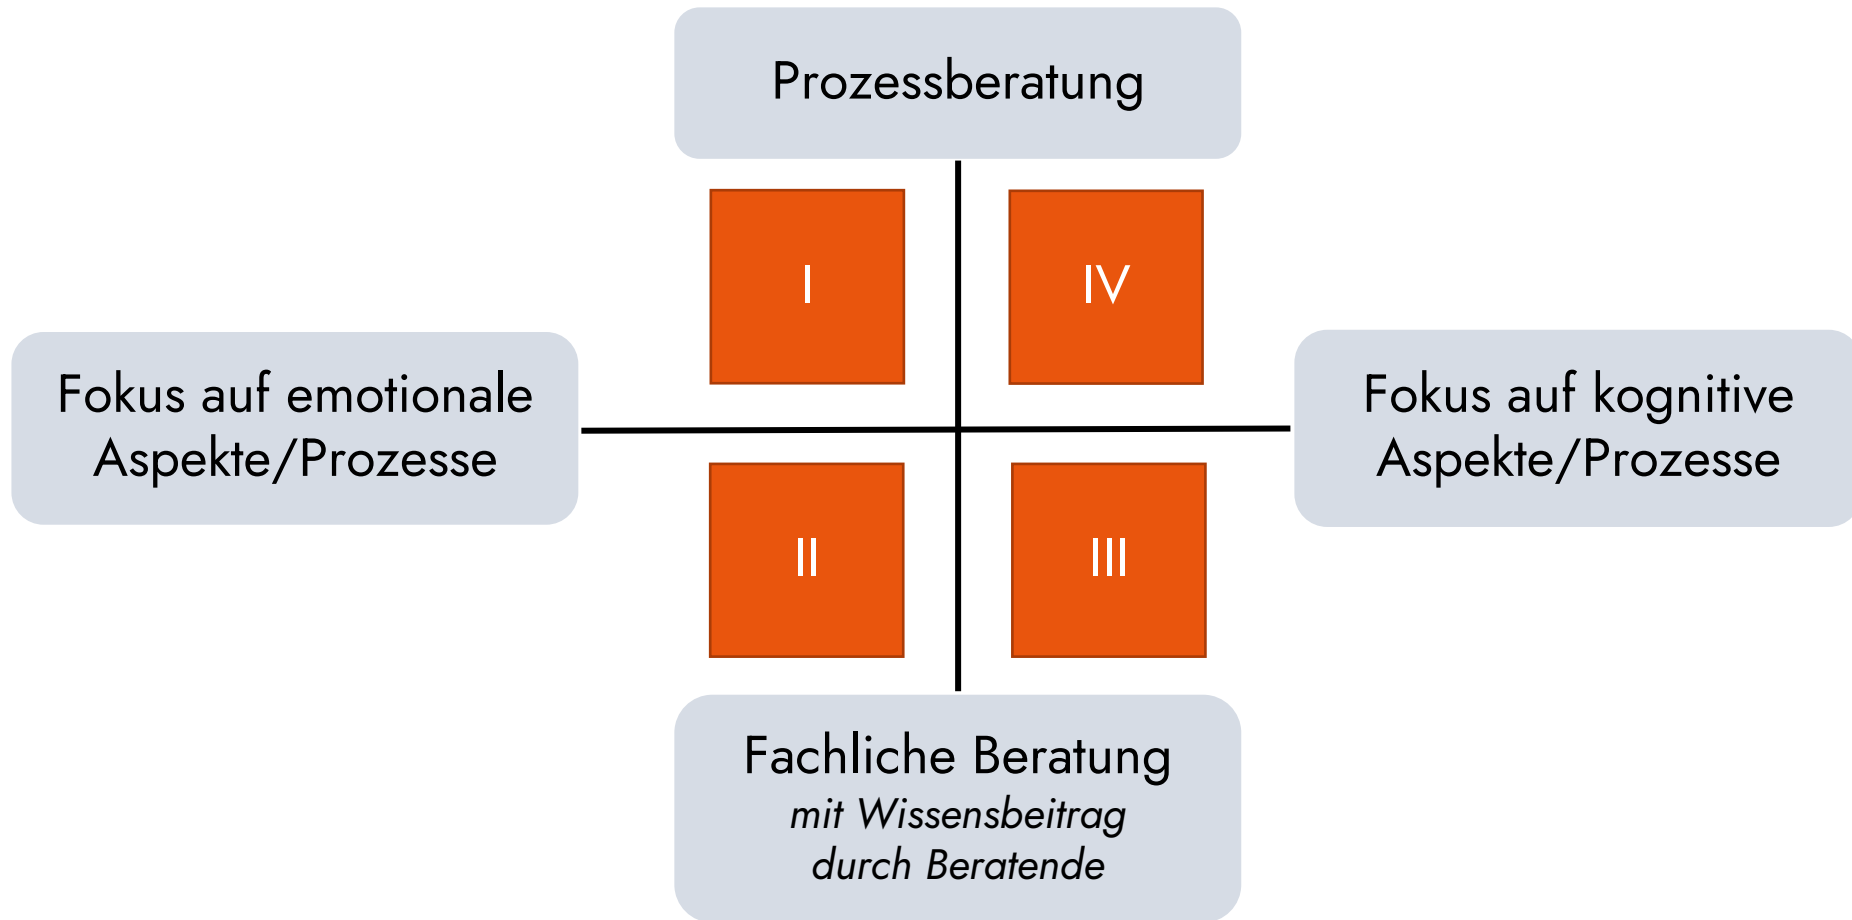 Prozessberatung
I
IV
Fokus auf emotionale
Aspekte/Prozesse
Fokus auf kognitive
Aspekte/Prozesse
II
III
Fachliche Beratung
mit Wissensbeitrag
durch Beratende